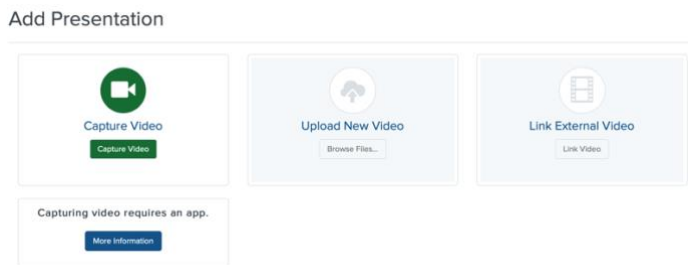 Add Presentation
Capture Video
Capture Video
Upload New Video
Browse Files...
Link External Video
Link Video
Capturing video requires an app.
More Information